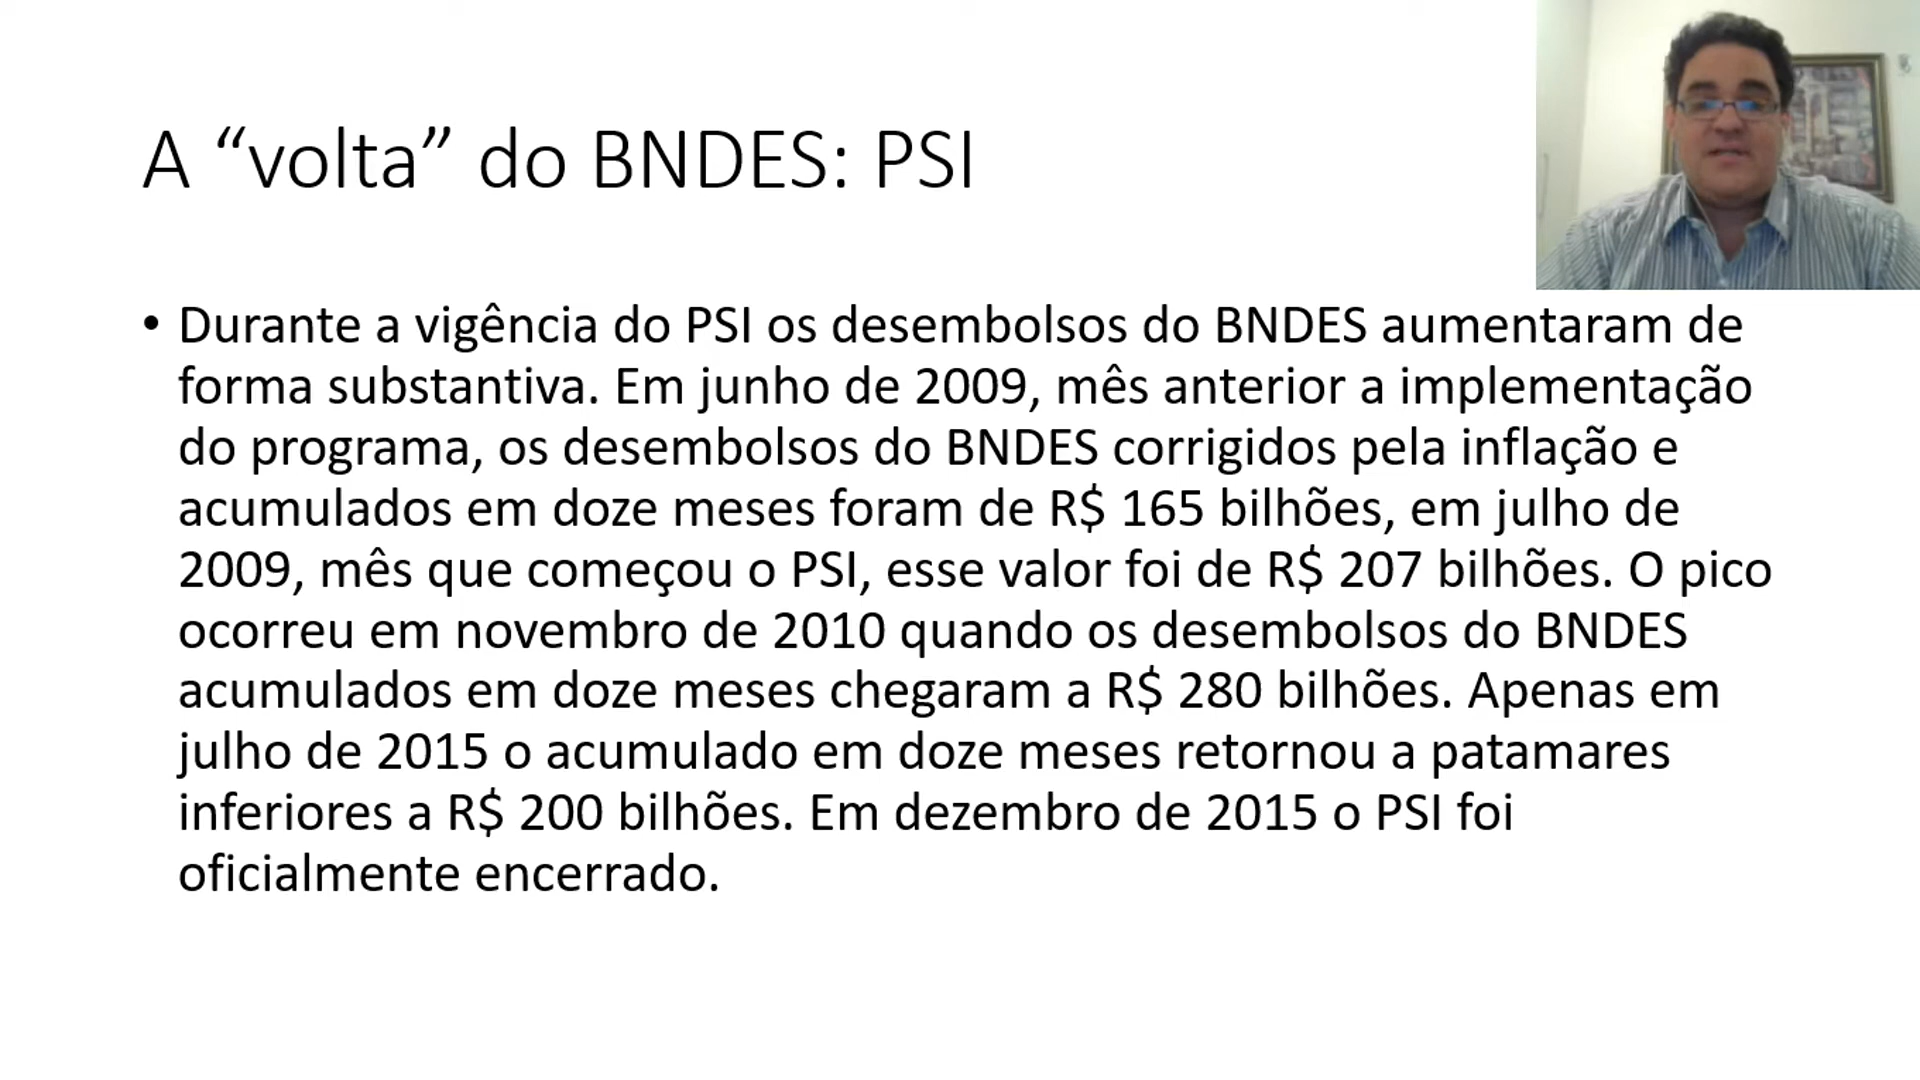 A “volta” do BNDES: PSI
• Durante a vigência do PSI os desembolsos do BNDES aumentaram de
forma substantiva. Em junho de 2009, mês anterior a implementação
do programa, os desembolsos do BNDES corrigidos pela inflação e
acumulados em doze meses foram de R$ 165 bilhões, em julho de
2009, mês que começou o PSI, esse valor foi de R$ 207 bilhões. O pico
ocorreu em novembro de 2010 quando os desembolsos do BNDES
acumulados em doze meses chegaram a R$ 280 bilhões. Apenas em
julho de 2015 o acumulado em doze meses retornou a patamares
inferiores a R$ 200 bilhões. Em dezembro de 2015 o PSI foi
oficialmente encerrado.